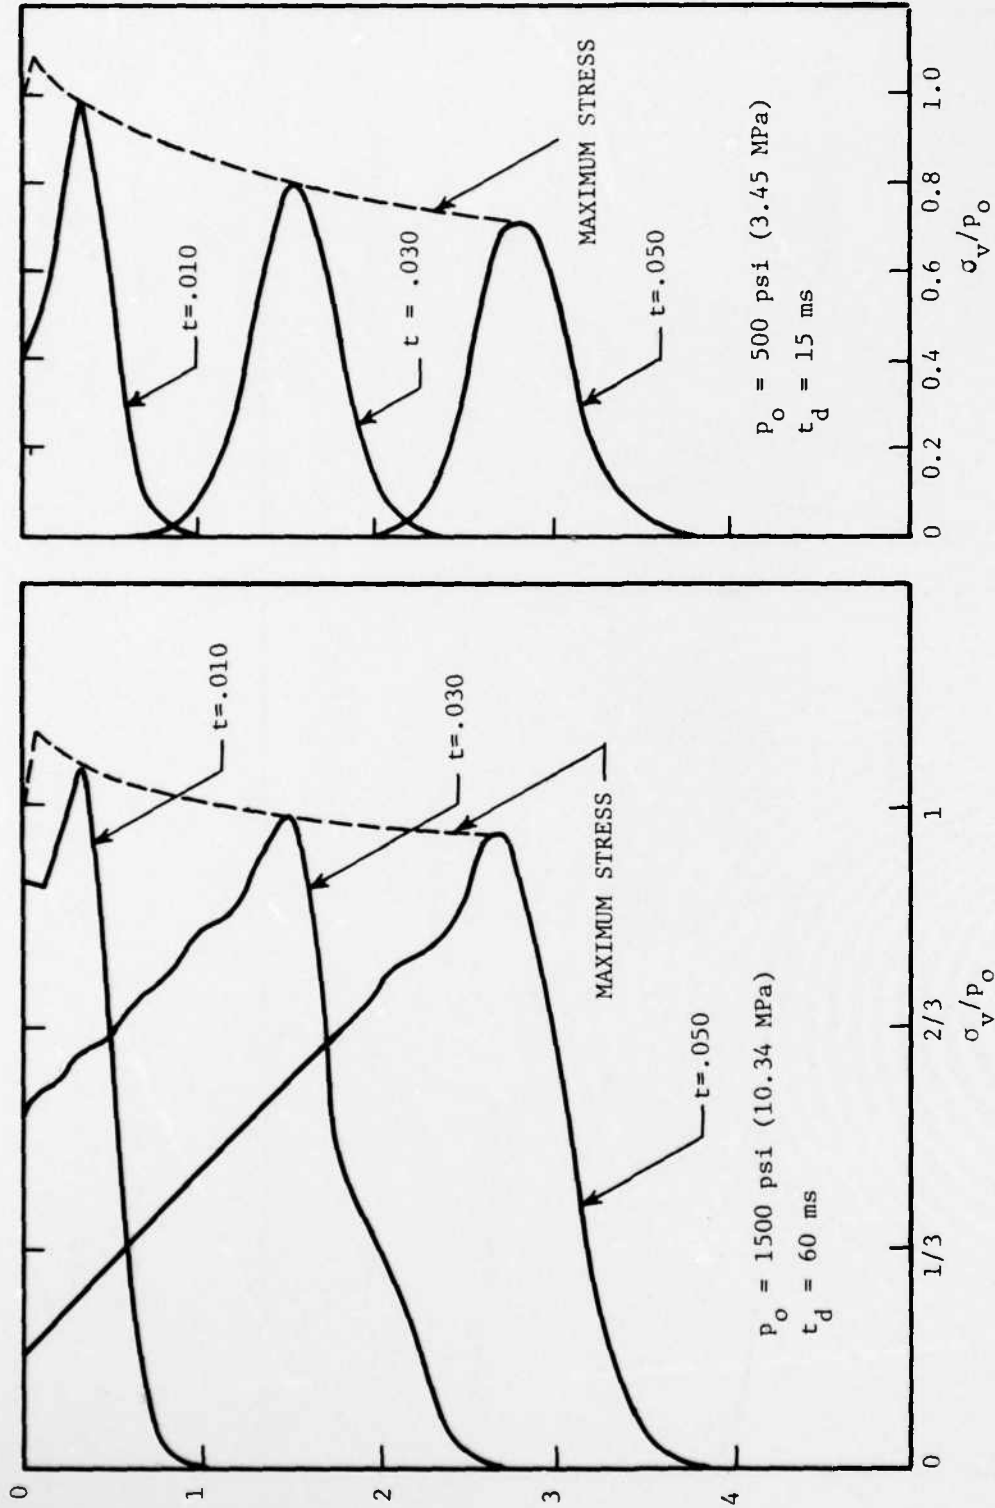 MAXIMUM STRESS
t=.010
t = .030
t=.050
p_o = 500 psi (3.45 MPa)
t_d = 15 ms
0 0.2 0.4 0.6 0.8 1.0
σ_v/p_o
0
1
2
3
4
t=.010
t=.030
MAXIMUM STRESS
t=.050
p_o = 1500 psi (10.34 MPa)
t_d = 60 ms
0 1/3 2/3 1
σ_v/p_o